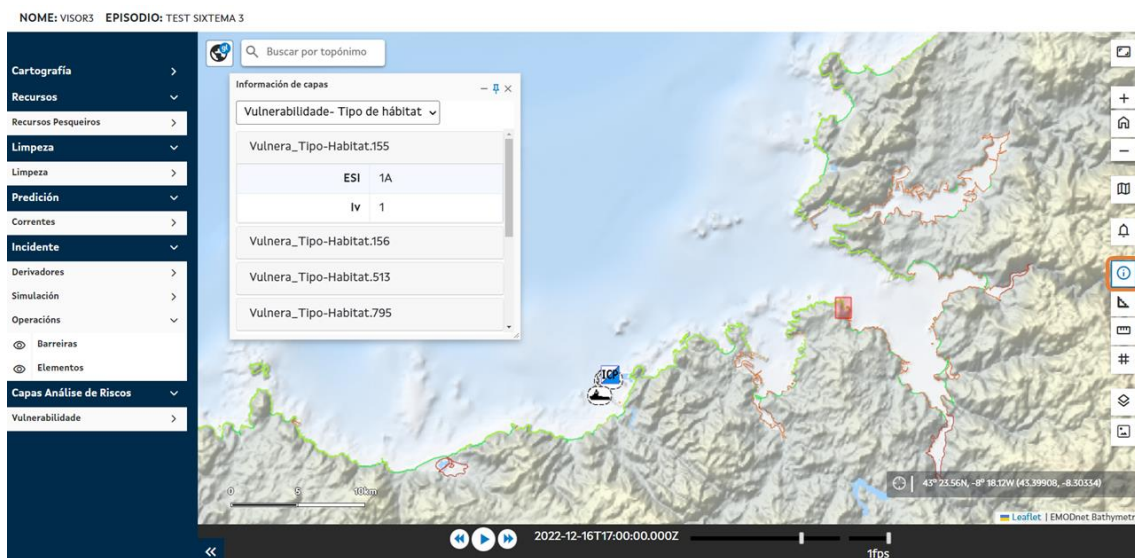 NOME: VISOR3 EPISODIO: TEST SIXTEMA 3
Cartografía
Recursos
Recursos Pesqueiros
Limpeza
Limpeza
Predición
Correntes
Incidente
Derivadores
Simulación
Operacións
Barreiras
Elementos
Capas Análise de Riscos
Vulnerabilidade
Buscar por topónimo
Información de capas
Vulnerabilidade- Tipo de hábitat
Vulnera_Tipo-Habitat.155
ESI 1A
Iv 1
Vulnera_Tipo-Habitat.156
Vulnera_Tipo-Habitat.513
Vulnera_Tipo-Habitat.795
ICP
0 5 10km
43° 23.56N, -8° 18.12W (43.39908, -8.30334)
Leaflet | EMODnet Bathymetr
2022-12-16T17:00:00.000Z
1fps